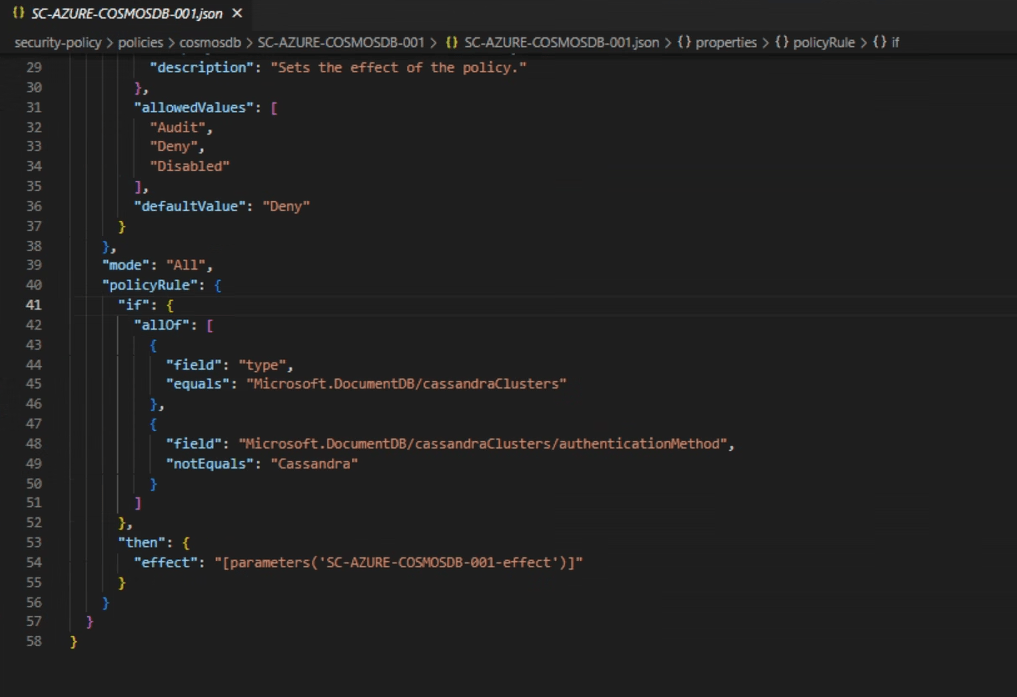 {} SC-AZURE-COSMOSDB-001.json ×
security-policy > policies > cosmosdb > SC-AZURE-COSMOSDB-001 > {} SC-AZURE-COSMOSDB-001.json > {} properties > {} policyRule > {} if
29 "description": "Sets the effect of the policy."
30 },
31 "allowedValues": [
32 "Audit",
33 "Deny",
34 "Disabled"
35 ],
36 "defaultValue": "Deny"
37 }
38 },
39 "mode": "All",
40 "policyRule": {
41 "if": {
42 "allOf": [
43 {
44 "field": "type",
45 "equals": "Microsoft.DocumentDB/cassandraClusters"
46 },
47 {
48 "field": "Microsoft.DocumentDB/cassandraClusters/authenticationMethod",
49 "notEquals": "Cassandra"
50 }
51 ]
52 },
53 "then": {
54 "effect": "[parameters('SC-AZURE-COSMOSDB-001-effect')]"
55 }
56 }
57 }
58 }